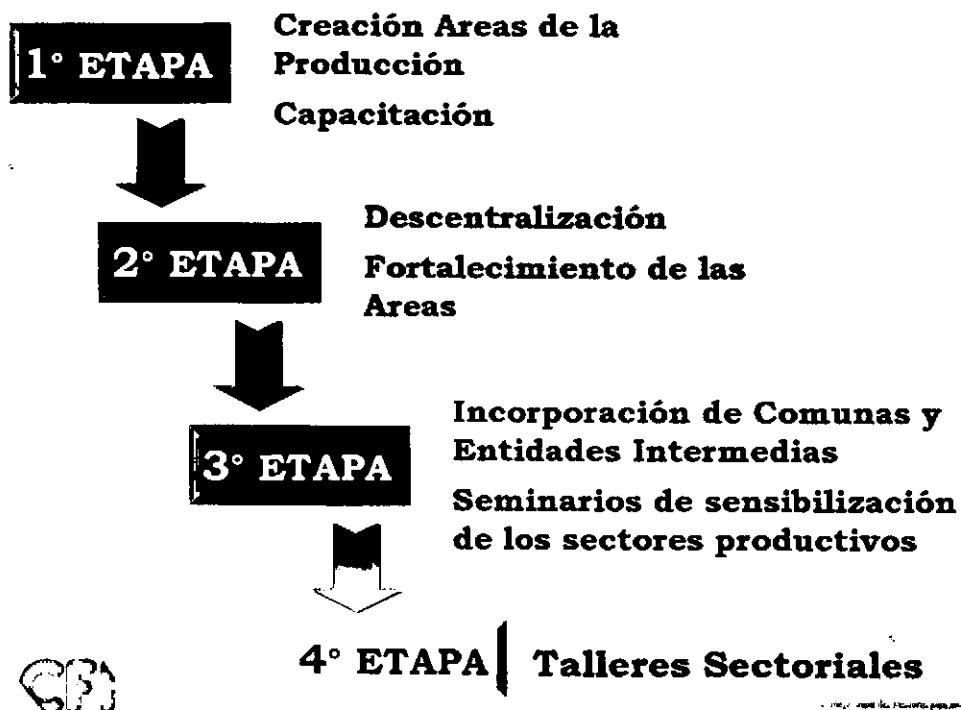 1° ETAPA
Creación Areas de la
Producción
Capacitación
2° ETAPA
Descentralización
Fortalecimiento de las
Areas
3° ETAPA
Incorporación de Comunas y
Entidades Intermedias
Seminarios de sensibilización
de los sectores productivos
4° ETAPA
Talleres Sectoriales